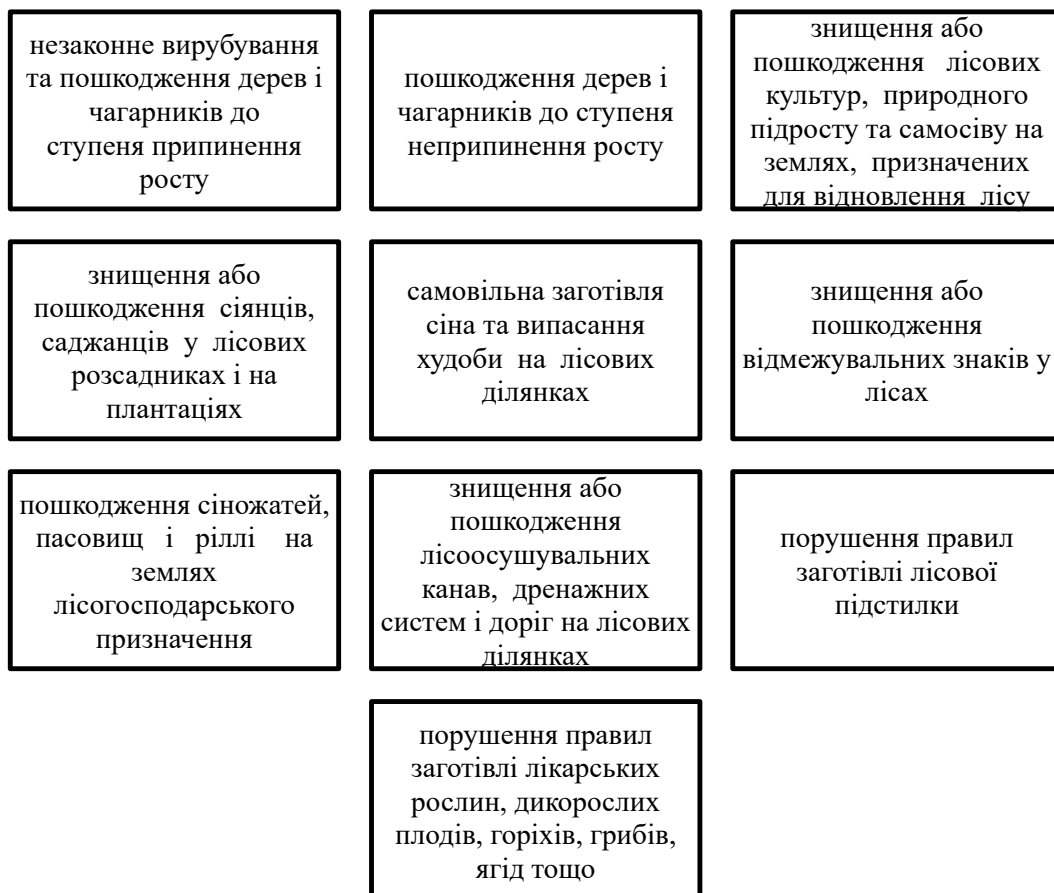 незаконне вирубування
та пошкодження дерев і
чагарників до
ступеня припинення
росту
пошкодження дерев і
чагарників до ступеня
неприпинення росту
знищення або
пошкодження лісових
культур, природного
підросту та самосіву на
землях, призначених
для відновлення лісу
знищення або
пошкодження сіянців,
саджанців у лісових
розсадниках і на
плантаціях
самовільна заготівля
сіна та випасання
худоби на лісових
ділянках
знищення або
пошкодження
відмежувальних знаків у
лісах
пошкодження сіножатей,
пасовищ і ріллі на
землях
лісогосподарського
призначення
знищення або
пошкодження
лісоосушувальних
канав, дренажних
систем і доріг на лісових
ділянках
порушення правил
заготівлі лісової
підстилки
порушення правил
заготівлі лікарських
рослин, дикорослих
плодів, горіхів, грибів,
ягід тощо